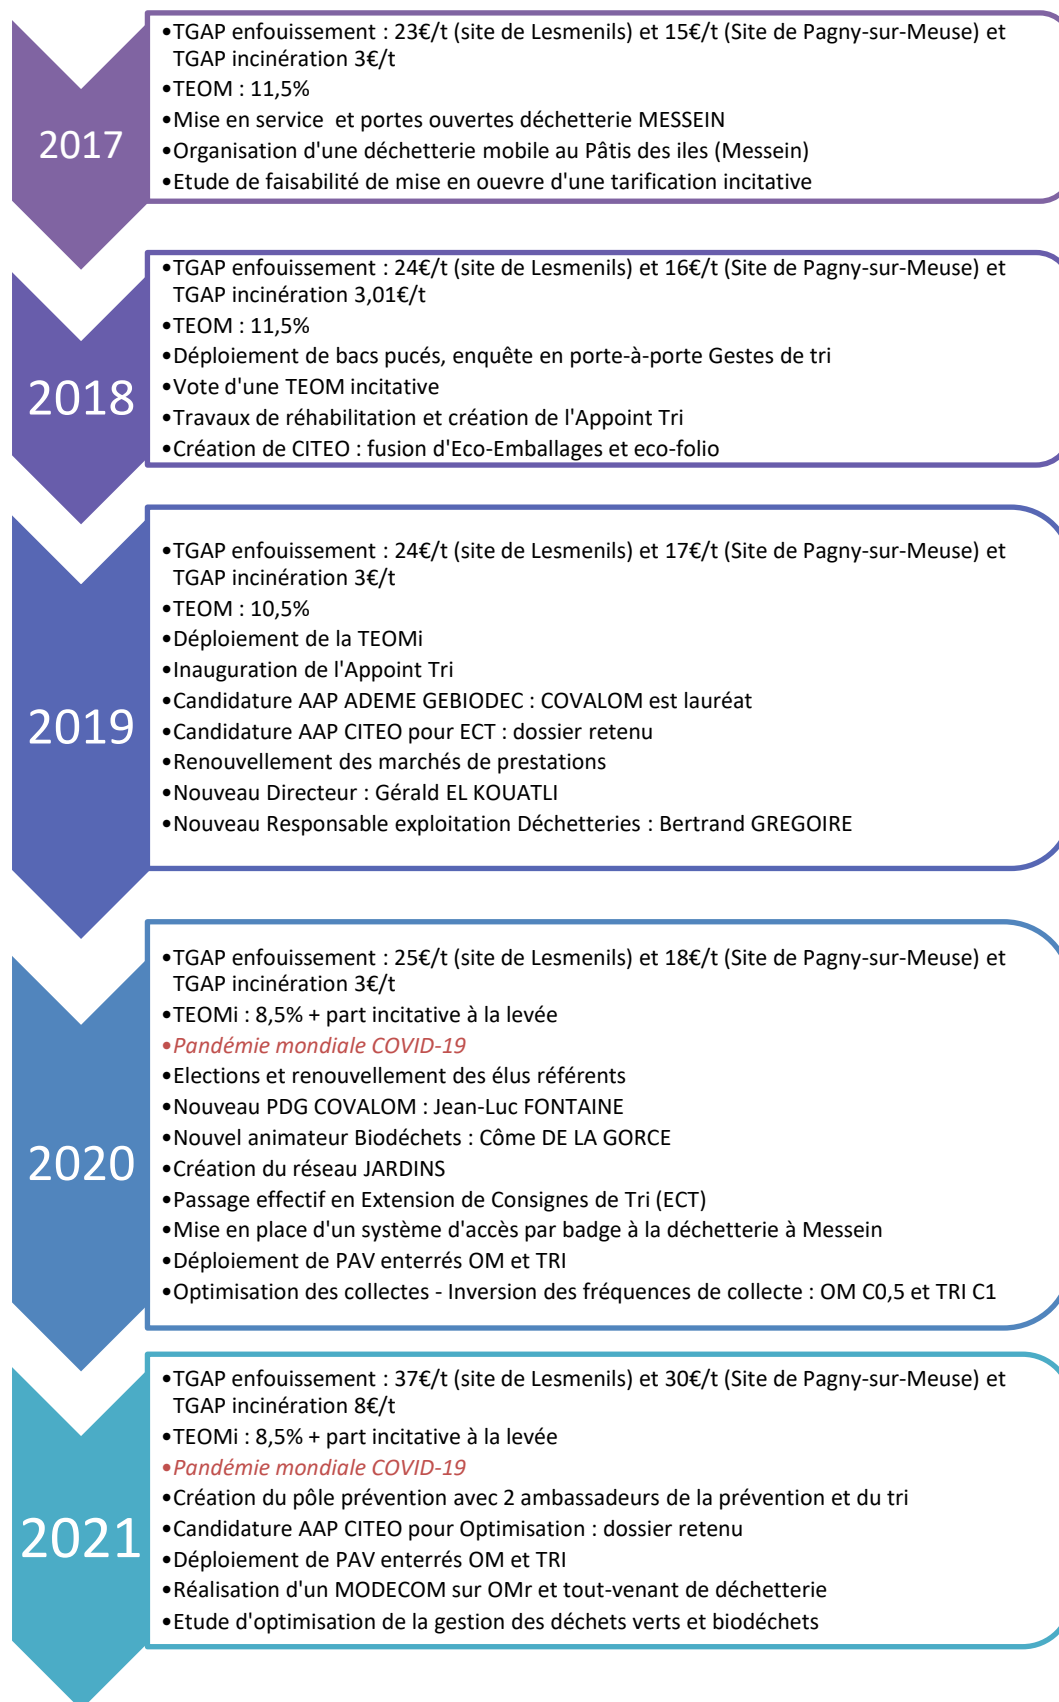 2017
•TGAP enfouissement : 23€/t (site de Lesmenils) et 15€/t (Site de Pagny-sur-Meuse) et
TGAP incinération 3€/t
•TEOM : 11,5%
•Mise en service  et portes ouvertes déchetterie MESSEIN
•Organisation d'une déchetterie mobile au Pâtis des iles (Messein)
•Etude de faisabilité de mise en ouevre d'une tarification incitative
2018
•TGAP enfouissement : 24€/t (site de Lesmenils) et 16€/t (Site de Pagny-sur-Meuse) et
TGAP incinération 3,01€/t
•TEOM : 11,5%
•Déploiement de bacs pucés, enquête en porte-à-porte Gestes de tri
•Vote d'une TEOM incitative
•Travaux de réhabilitation et création de l'Appoint Tri
•Création de CITEO : fusion d'Eco-Emballages et eco-folio
2019
•TGAP enfouissement : 24€/t (site de Lesmenils) et 17€/t (Site de Pagny-sur-Meuse) et
TGAP incinération 3€/t
•TEOM : 10,5%
•Déploiement de la TEOMi
•Inauguration de l'Appoint Tri
•Candidature AAP ADEME GEBIODEC : COVALOM est lauréat
•Candidature AAP CITEO pour ECT : dossier retenu
•Renouvellement des marchés de prestations
•Nouveau Directeur : Gérald EL KOUATLI
•Nouveau Responsable exploitation Déchetteries : Bertrand GREGOIRE
2020
•TGAP enfouissement : 25€/t (site de Lesmenils) et 18€/t (Site de Pagny-sur-Meuse) et
TGAP incinération 3€/t
•TEOMi : 8,5% + part incitative à la levée
•Pandémie mondiale COVID-19
•Elections et renouvellement des élus référents
•Nouveau PDG COVALOM : Jean-Luc FONTAINE
•Nouvel animateur Biodéchets : Côme DE LA GORCE
•Création du réseau JARDINS
•Passage effectif en Extension de Consignes de Tri (ECT)
•Mise en place d'un système d'accès par badge à la déchetterie à Messein
•Déploiement de PAV enterrés OM et TRI
•Optimisation des collectes - Inversion des fréquences de collecte : OM C0,5 et TRI C1
2021
•TGAP enfouissement : 37€/t (site de Lesmenils) et 30€/t (Site de Pagny-sur-Meuse) et
TGAP incinération 8€/t
•TEOMi : 8,5% + part incitative à la levée
•Pandémie mondiale COVID-19
•Création du pôle prévention avec 2 ambassadeurs de la prévention et du tri
•Candidature AAP CITEO pour Optimisation : dossier retenu
•Déploiement de PAV enterrés OM et TRI
•Réalisation d'un MODECOM sur OMr et tout-venant de déchetterie
•Etude d'optimisation de la gestion des déchets verts et biodéchets